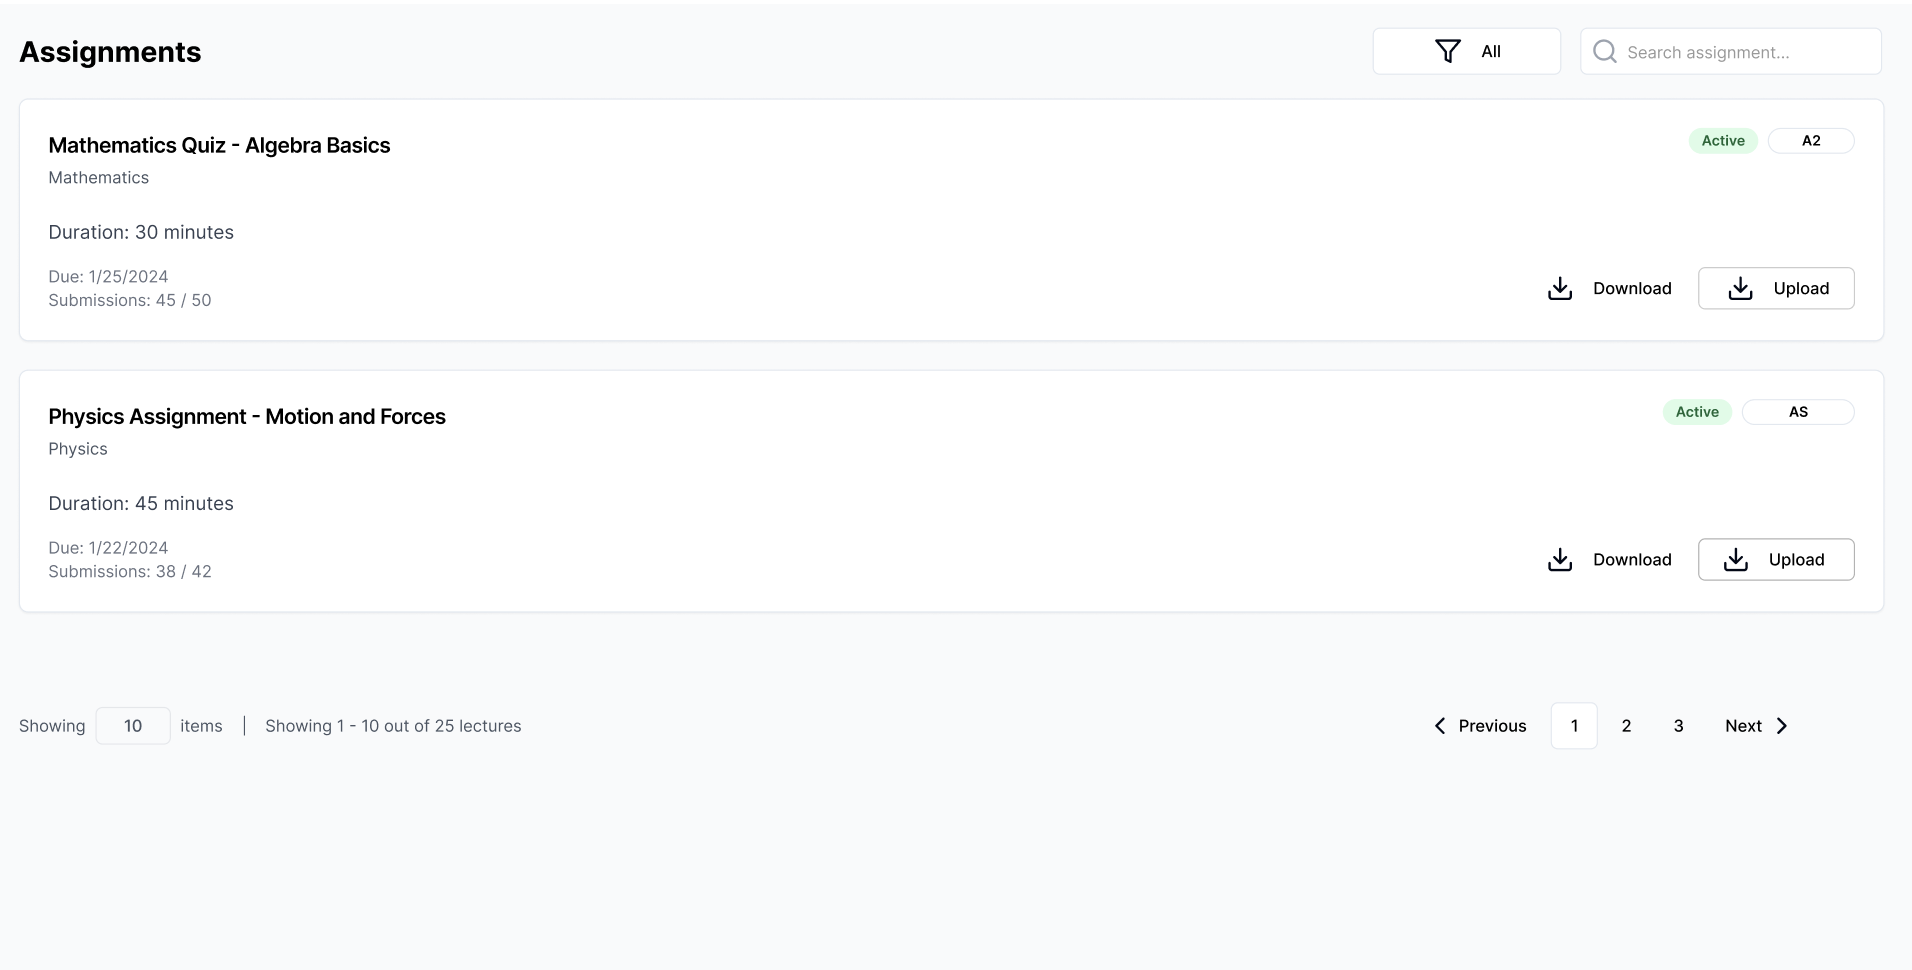 Assignments
All
Search assignment...
Mathematics Quiz - Algebra Basics
Active
A2
Mathematics
Duration: 30 minutes
Due: 1/25/2024
Submissions: 45 / 50
Download
Upload
Physics Assignment - Motion and Forces
Active
AS
Physics
Duration: 45 minutes
Due: 1/22/2024
Submissions: 38 / 42
Download
Upload
Showing 10 items | Showing 1 - 10 out of 25 lectures
Previous 1 2 3 Next